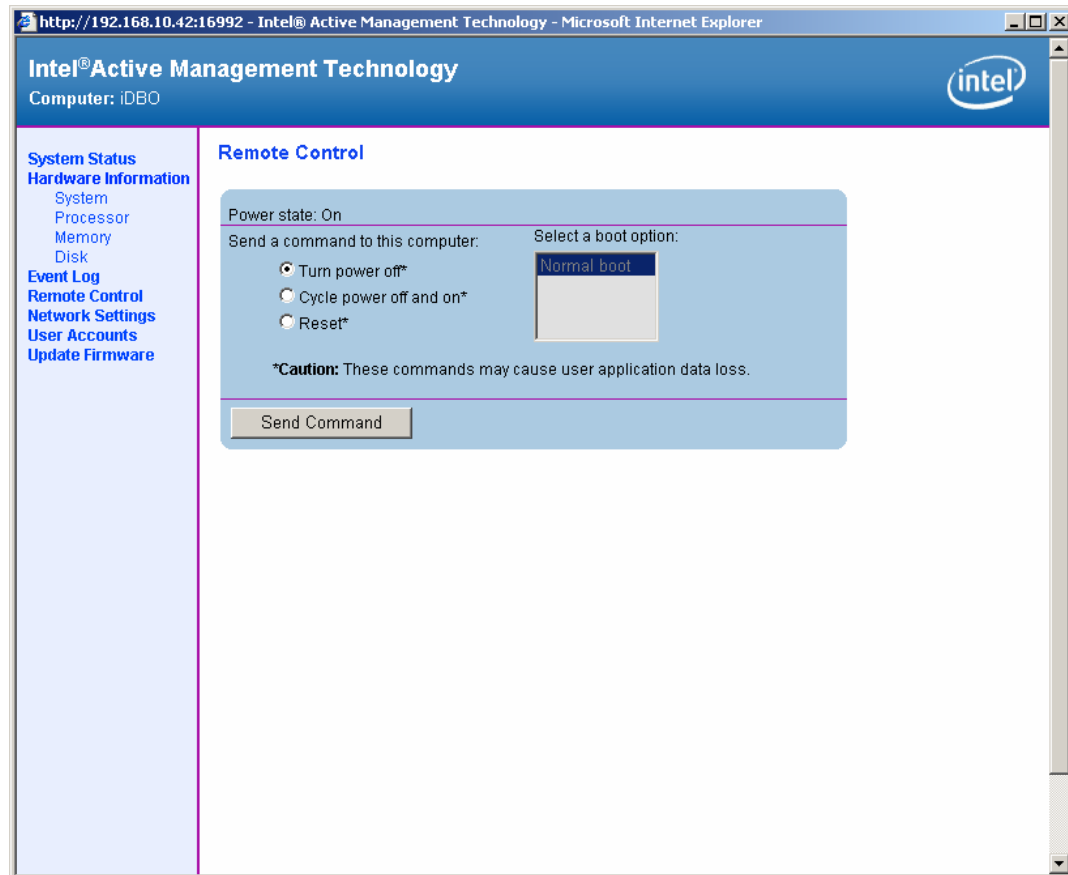 http://192.168.10.42:16992 - Intel® Active Management Technology - Microsoft Internet Explorer
Intel®Active Management Technology
Computer: iDBO
intel
System Status
Hardware Information
System
Processor
Memory
Disk
Event Log
Remote Control
Network Settings
User Accounts
Update Firmware
Remote Control
Power state: On
Send a command to this computer:
Turn power off*
Cycle power off and on*
Reset*
Select a boot option:
Normal boot
*Caution: These commands may cause user application data loss.
Send Command